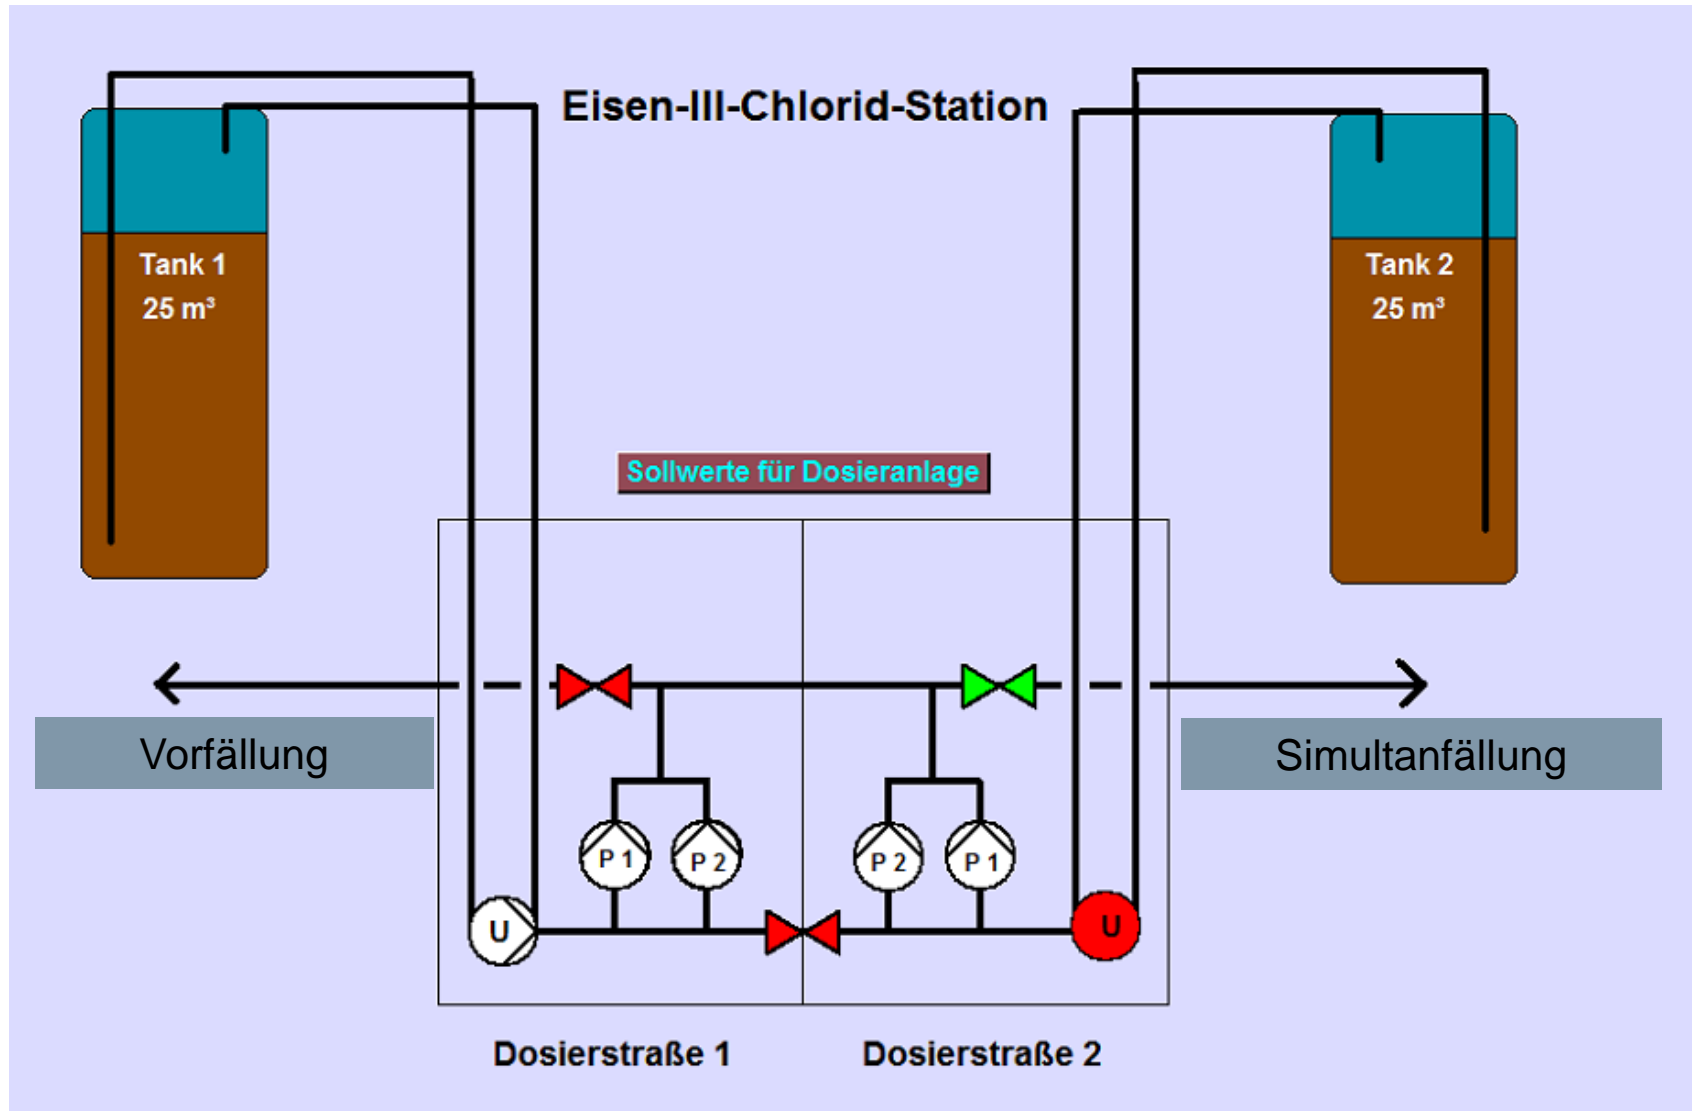 Eisen-III-Chlorid-Station
Tank 1
25 m³
Tank 2
25 m³
Sollwerte für Dosieranlage
Vorfällung
Simultanfällung
P 1
P 2
P 2
P 1
U
U
Dosierstraße 1
Dosierstraße 2